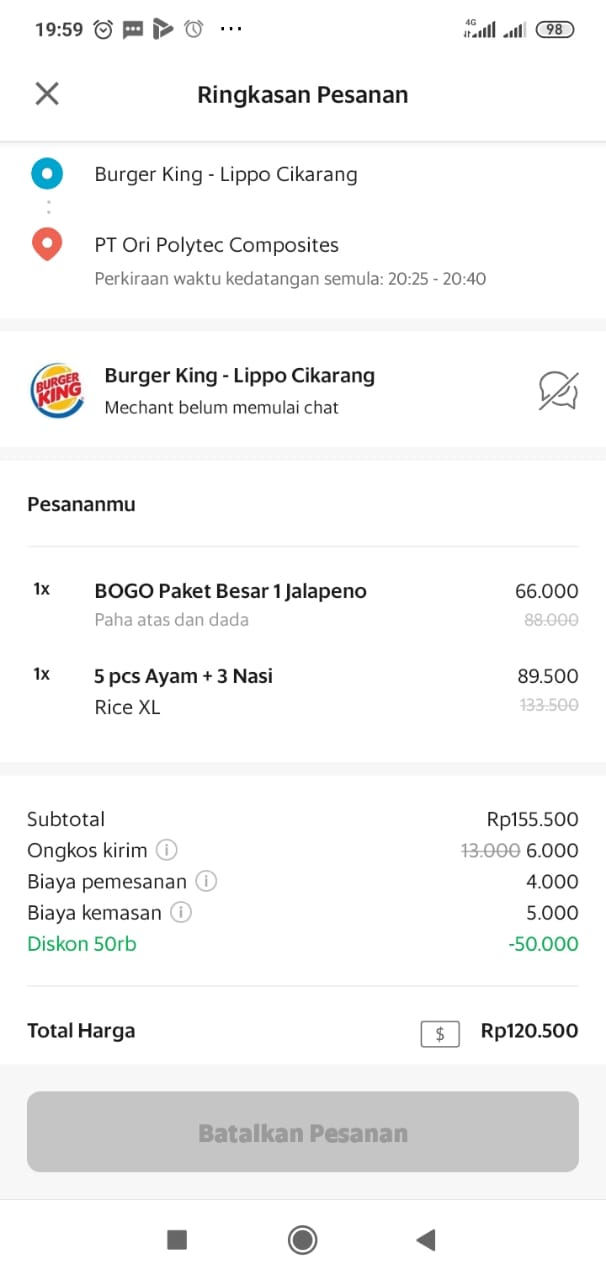 19:59
4G
98
Ringkasan Pesanan
Burger King - Lippo Cikarang
PT Ori Polytec Composites
Perkiraan waktu kedatangan semula: 20:25 - 20:40
BURGER KING
Burger King - Lippo Cikarang
Mechant belum memulai chat
Pesananmu
1x BOGO Paket Besar 1 Jalapeno 66.000
Paha atas dan dada 88.000
1x 5 pcs Ayam + 3 Nasi 89.500
Rice XL 133.500
Subtotal Rp155.500
Ongkos kirim 13.000 6.000
Biaya pemesanan 4.000
Biaya kemasan 5.000
Diskon 50rb -50.000
Total Harga $ Rp120.500
Batalkan Pesanan